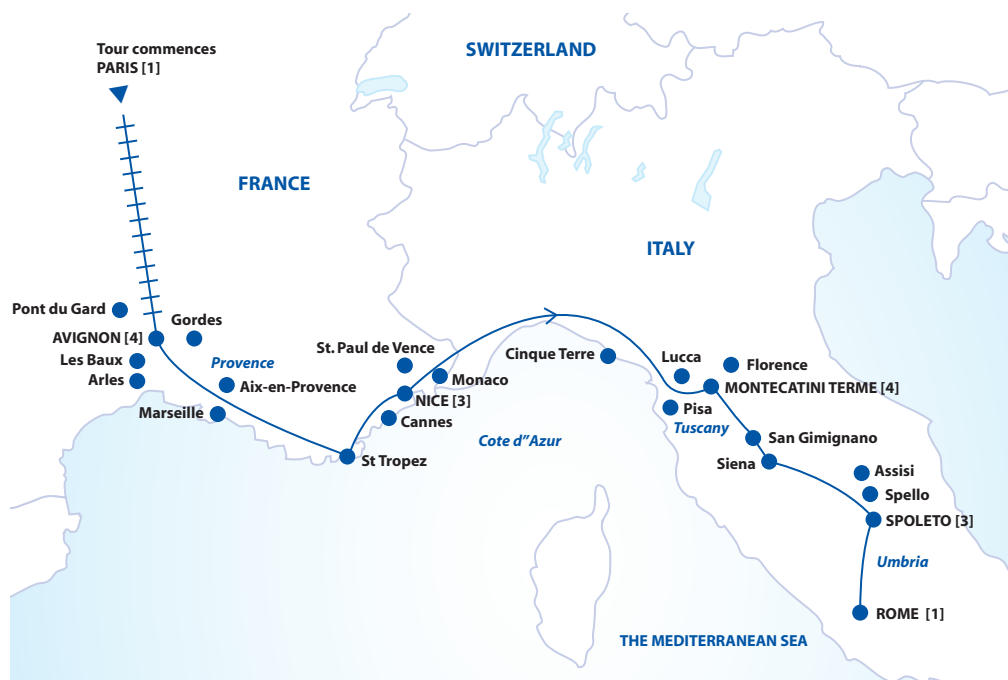 Tour commences
PARIS [1]
SWITZERLAND
FRANCE
ITALY
Pont du Gard
Gordes
AVIGNON [4]
Les Baux
Provence
Arles
Aix-en-Provence
Marseille
St. Paul de Vence
Monaco
NICE [3]
Cannes
St Tropez
Cote d"Azur
Cinque Terre
Lucca
Florence
MONTECATINI TERME [4]
Pisa
Tuscany
San Gimignano
Siena
Assisi
Spello
SPOLETO [3]
Umbria
ROME [1]
THE MEDITERRANEAN SEA